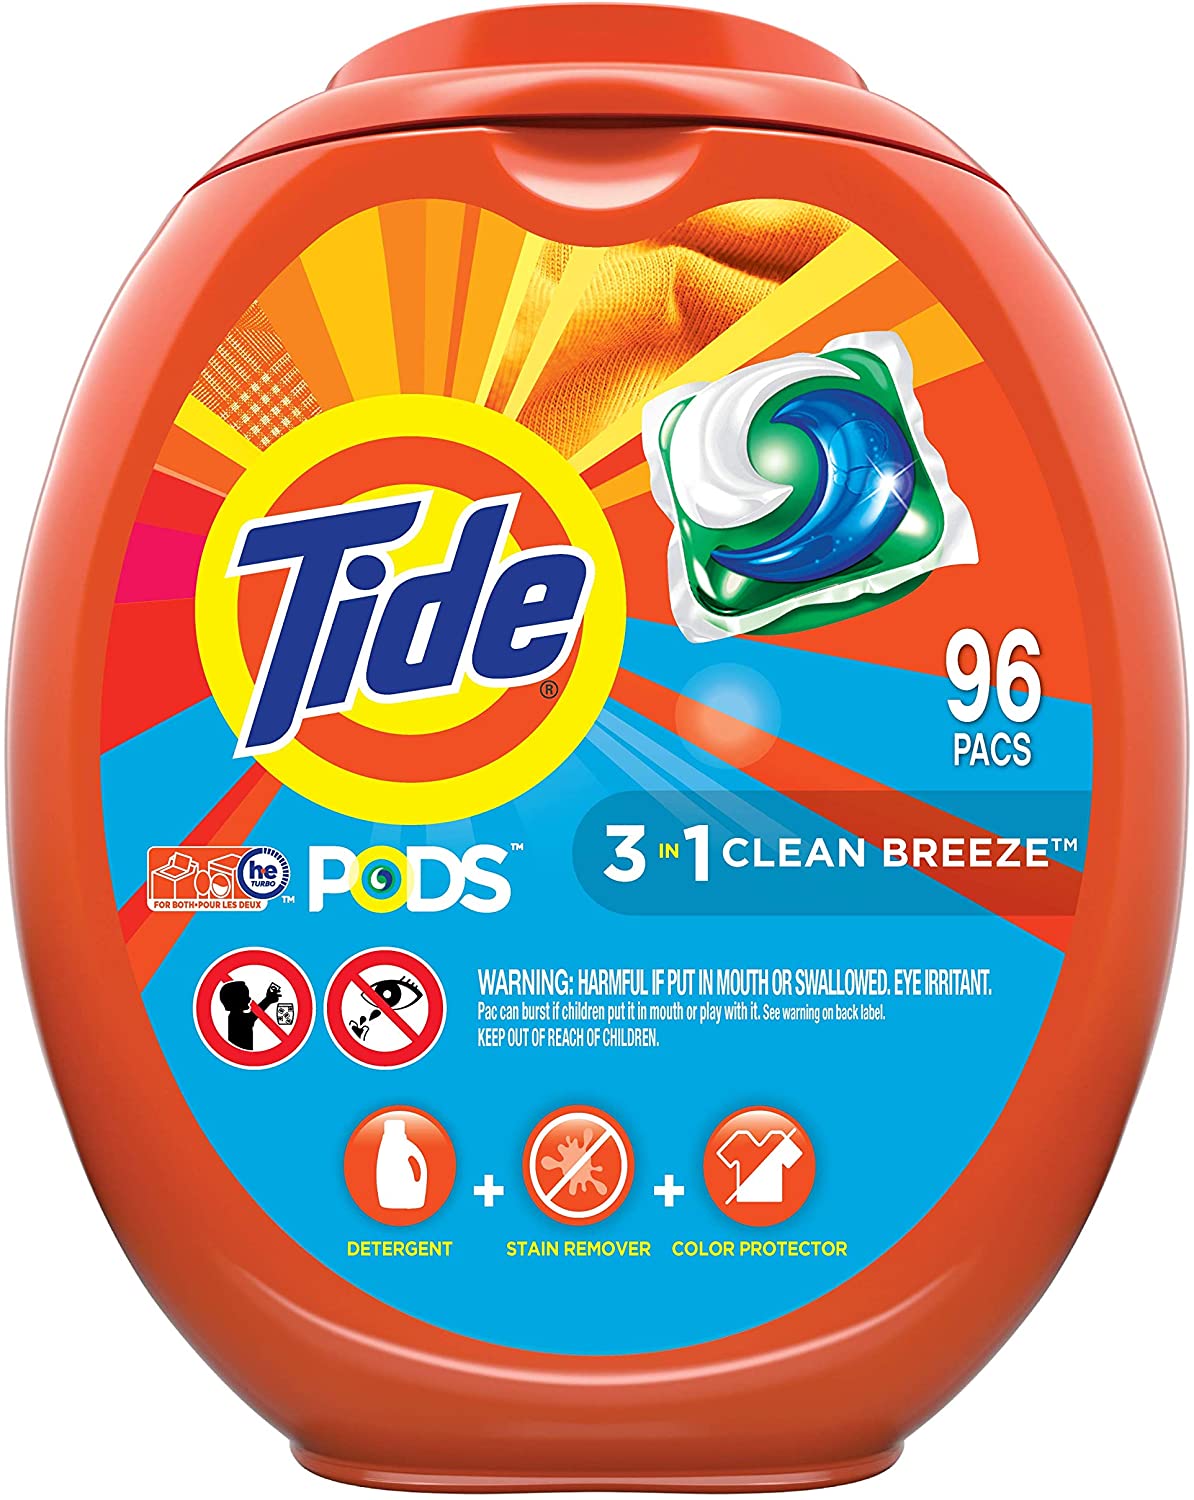 Tide
®
96
PACS
3 IN 1 CLEAN BREEZE™
he
TURBO
™
FOR BOTH•POUR LES DEUX
PODS™
WARNING: HARMFUL IF PUT IN MOUTH OR SWALLOWED. EYE IRRITANT.
Pac can burst if children put it in mouth or play with it. See warning on back label.
KEEP OUT OF REACH OF CHILDREN.
+
+
DETERGENT
STAIN REMOVER
COLOR PROTECTOR